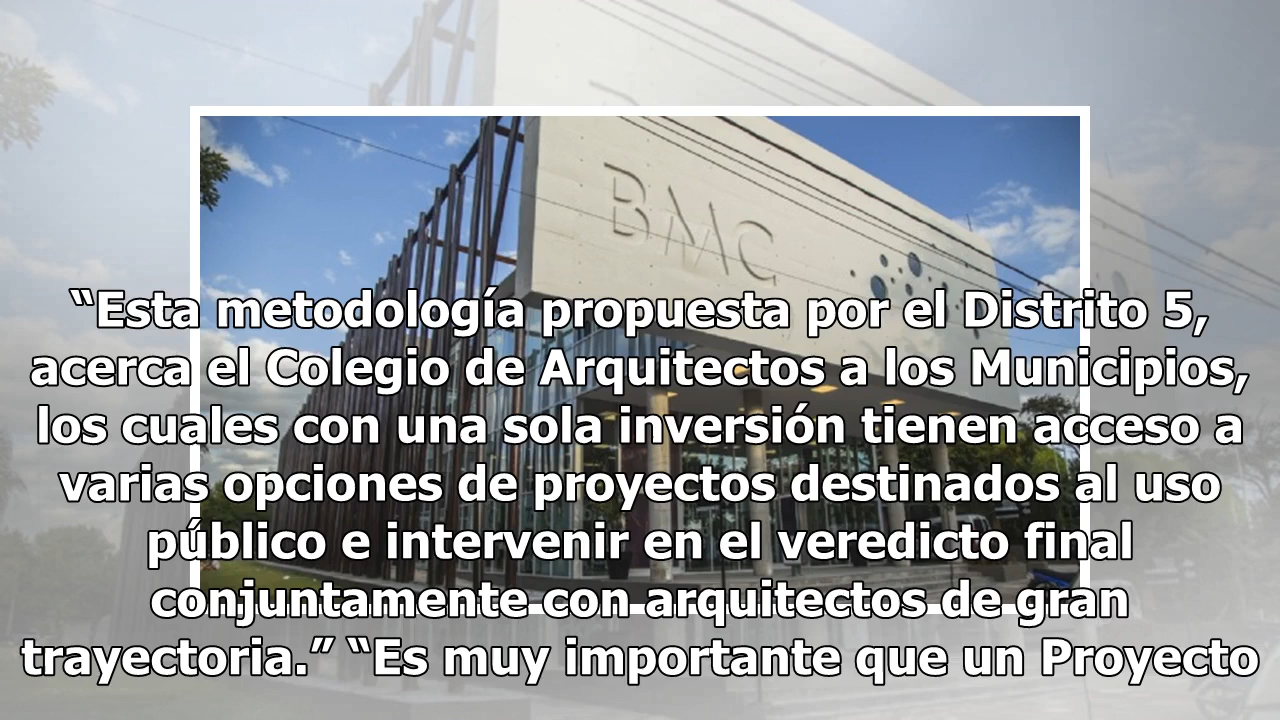 BMC
“Esta metodología propuesta por el Distrito 5,
acerca el Colegio de Arquitectos a los Municipios,
los cuales con una sola inversión tienen acceso a
varias opciones de proyectos destinados al uso
público e intervenir en el veredicto final
conjuntamente con arquitectos de gran
trayectoria.” “Es muy importante que un Proyecto